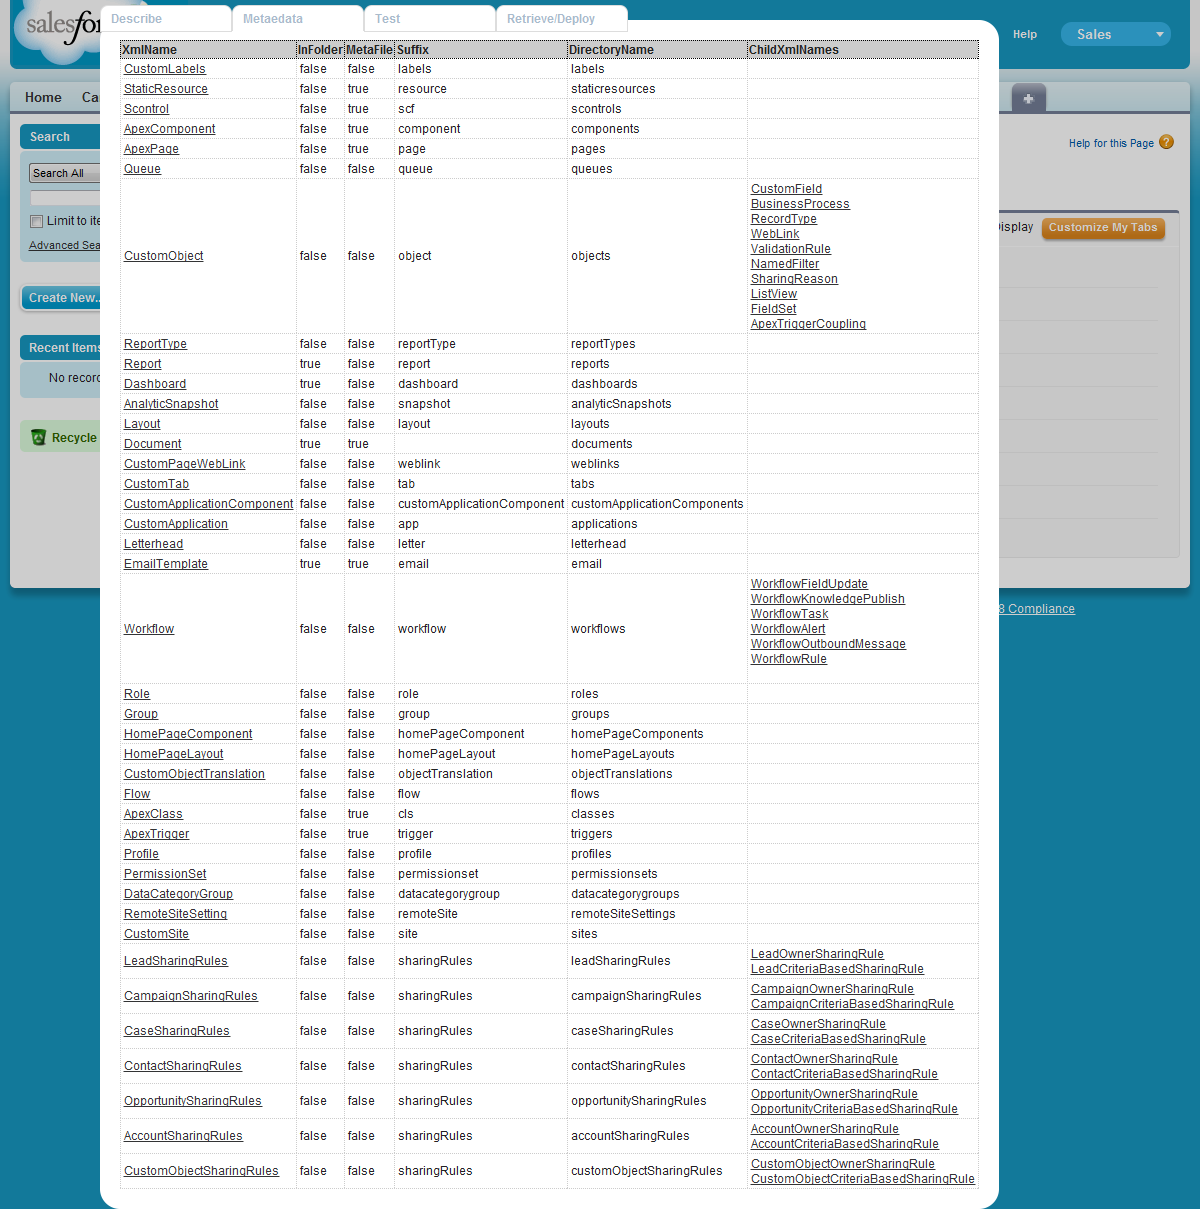 salesfor
Describe
Metaedata
Test
Retrieve/Deploy
Help
Sales
Home
Ca
Search
Search All
Limit to ite
Advanced Sea
Create New..
Recent Items
No recor
Recycle
Help for this Page
isplay
Customize My Tabs
8 Compliance
XmlName InFolder MetaFile Suffix DirectoryName ChildXmlNames
CustomLabels false false labels labels
StaticResource false true resource staticresources
Scontrol false true scf scontrols
ApexComponent false true component components
ApexPage false true page pages
Queue false false queue queues
CustomObject false false object objects
CustomField
BusinessProcess
RecordType
WebLink
ValidationRule
NamedFilter
SharingReason
ListView
FieldSet
ApexTriggerCoupling
ReportType false false reportType reportTypes
Report true false report reports
Dashboard true false dashboard dashboards
AnalyticSnapshot false false snapshot analyticSnapshots
Layout false false layout layouts
Document true true documents
CustomPageWebLink false false weblink weblinks
CustomTab false false tab tabs
CustomApplicationComponent false false customApplicationComponent customApplicationComponents
CustomApplication false false app applications
Letterhead false false letter letterhead
EmailTemplate true true email email
Workflow false false workflow workflows
WorkflowFieldUpdate
WorkflowKnowledgePublish
WorkflowTask
WorkflowAlert
WorkflowOutboundMessage
WorkflowRule
Role false false role roles
Group false false group groups
HomePageComponent false false homePageComponent homePageComponents
HomePageLayout false false homePageLayout homePageLayouts
CustomObjectTranslation false false objectTranslation objectTranslations
Flow false false flow flows
ApexClass false true cls classes
ApexTrigger false true trigger triggers
Profile false false profile profiles
PermissionSet false false permissionset permissionsets
DataCategoryGroup false false datacategorygroup datacategorygroups
RemoteSiteSetting false false remoteSite remoteSiteSettings
CustomSite false false site sites
LeadSharingRules false false sharingRules leadSharingRules
LeadOwnerSharingRule
LeadCriteriaBasedSharingRule
CampaignSharingRules false false sharingRules campaignSharingRules
CampaignOwnerSharingRule
CampaignCriteriaBasedSharingRule
CaseSharingRules false false sharingRules caseSharingRules
CaseOwnerSharingRule
CaseCriteriaBasedSharingRule
ContactSharingRules false false sharingRules contactSharingRules
ContactOwnerSharingRule
ContactCriteriaBasedSharingRule
OpportunitySharingRules false false sharingRules opportunitySharingRules
OpportunityOwnerSharingRule
OpportunityCriteriaBasedSharingRule
AccountSharingRules false false sharingRules accountSharingRules
AccountOwnerSharingRule
AccountCriteriaBasedSharingRule
CustomObjectSharingRules false false sharingRules customObjectSharingRules
CustomObjectOwnerSharingRule
CustomObjectCriteriaBasedSharingRule